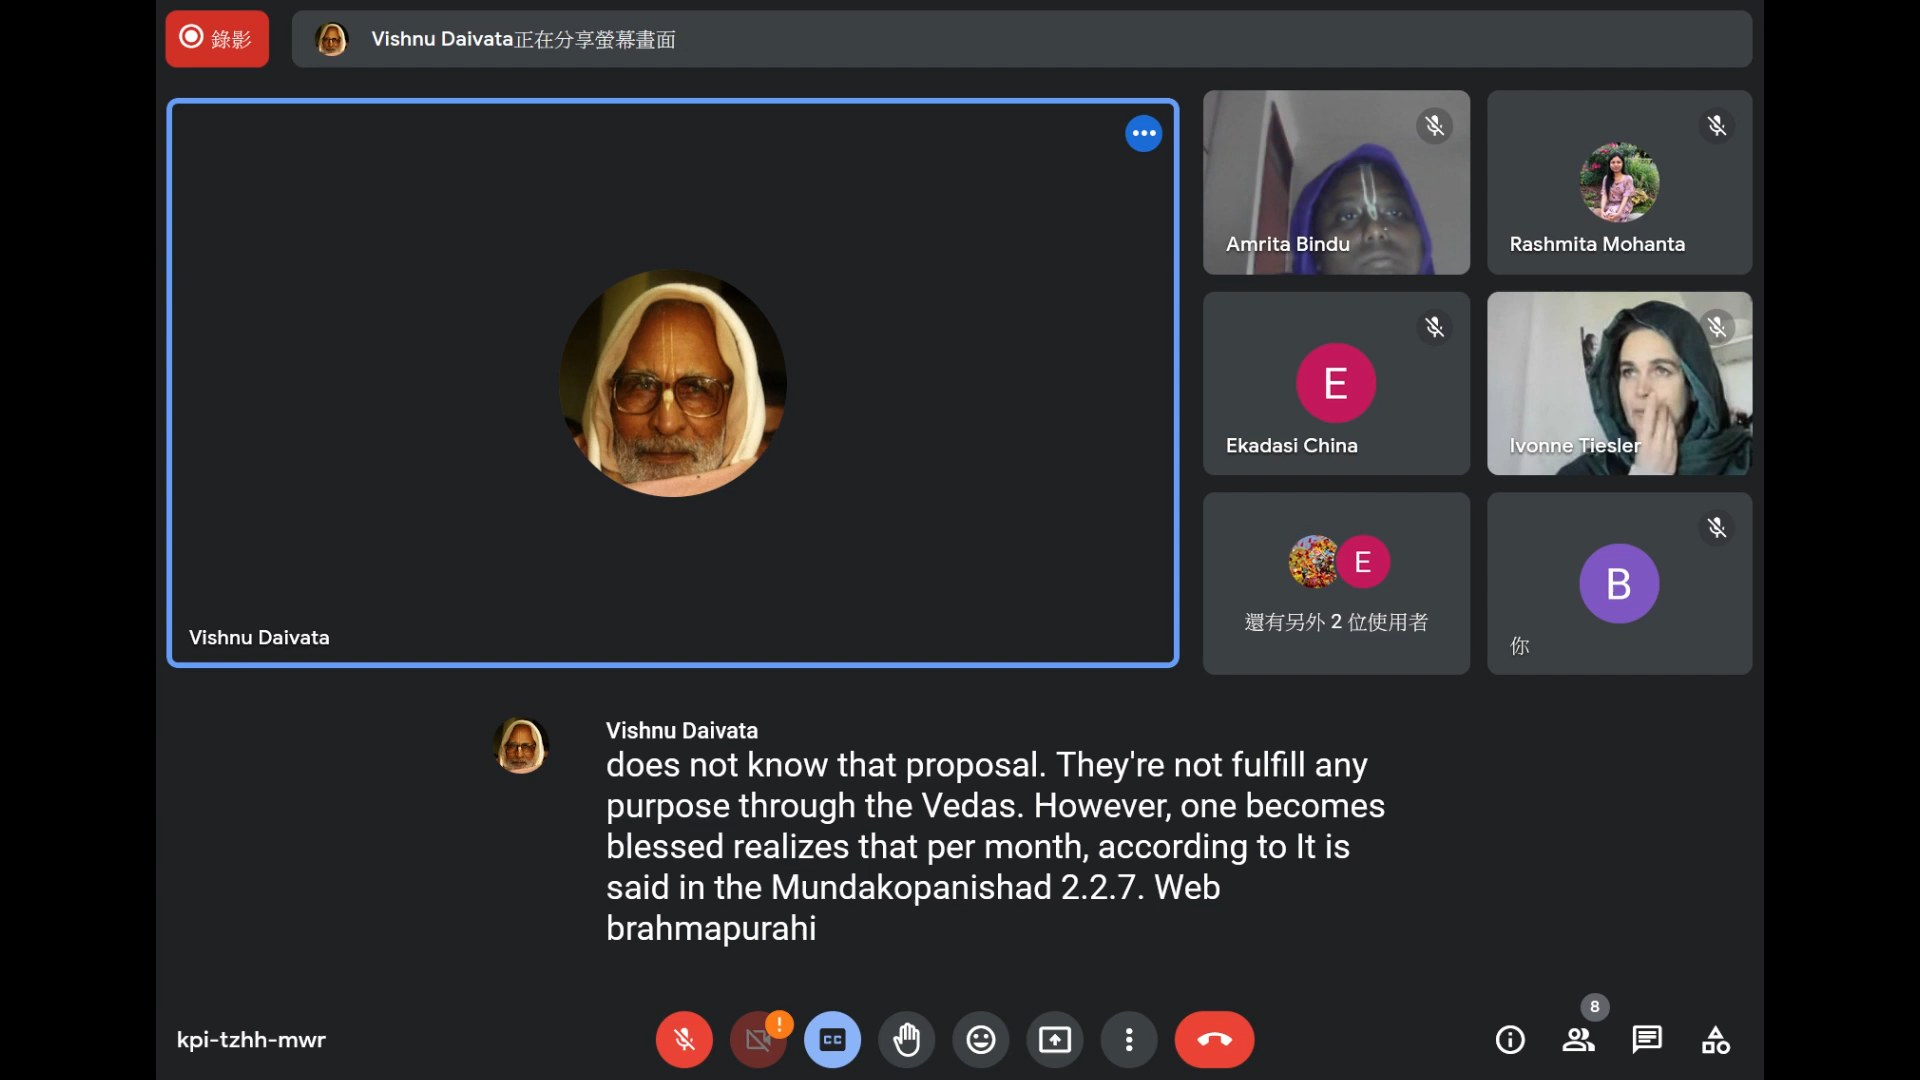 錄影
Vishnu Daivata正在分享螢幕畫面
Vishnu Daivata
Amrita Bindu
Rashmita Mohanta
E
Ekadasi China
Ivonne Tiesler
E
還有另外 2 位使用者
B
你
Vishnu Daivata
does not know that proposal. They're not fulfill any
purpose through the Vedas. However, one becomes
blessed realizes that per month, according to It is
said in the Mundakopanishad 2.2.7. Web
brahmapurahi
8
kpi-tzhh-mwr
!
CC